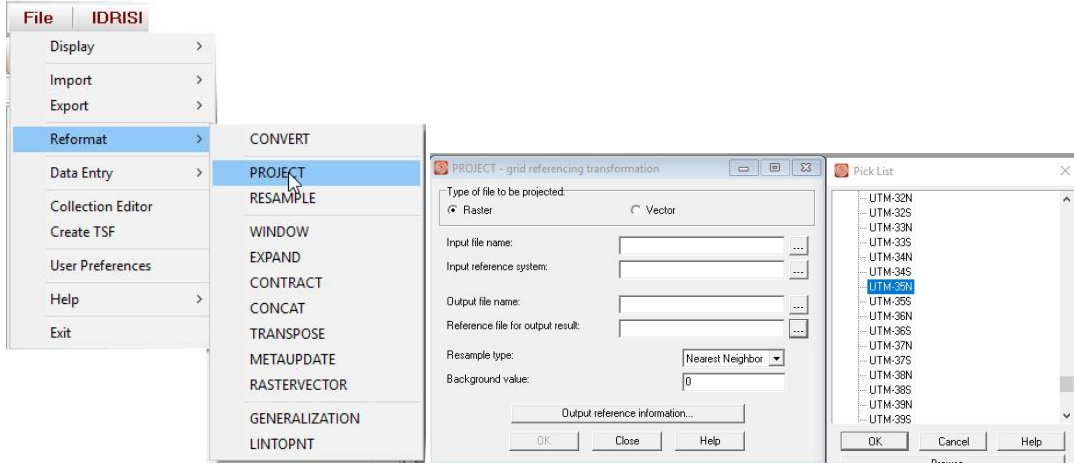 File IDRISI
Display >
Import >
Export >
Reformat >
Data Entry >
Collection Editor
Create TSF
User Preferences
Help >
Exit
CONVERT
PROJECT
RESAMPLE
WINDOW
EXPAND
CONTRACT
CONCAT
TRANSPOSE
METAUPDATE
RASTERVECTOR
GENERALIZATION
LINTOPNT
PROJECT - grid referencing transformation
Type of file to be projected:
Raster Vector
Input file name: ...
Input reference system: ...
Output file name: ...
Reference file for output result: ...
Resample type: Nearest Neighbor
Background value: 0
Output reference information...
OK Close Help
Pick List
UTM-32N
UTM-32S
UTM-33N
UTM-33S
UTM-34N
UTM-34S
UTM-35N
UTM-35S
UTM-36N
UTM-36S
UTM-37N
UTM-37S
UTM-38N
UTM-38S
UTM-39N
UTM-39S
OK Cancel Help